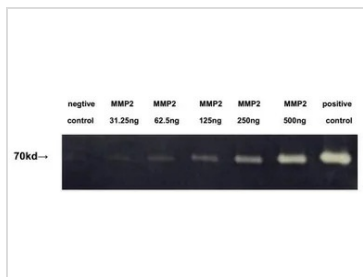 negtive MMP2 MMP2 MMP2 MMP2 MMP2 positive
control 31.25ng 62.5ng 125ng 250ng 500ng control
70kd→